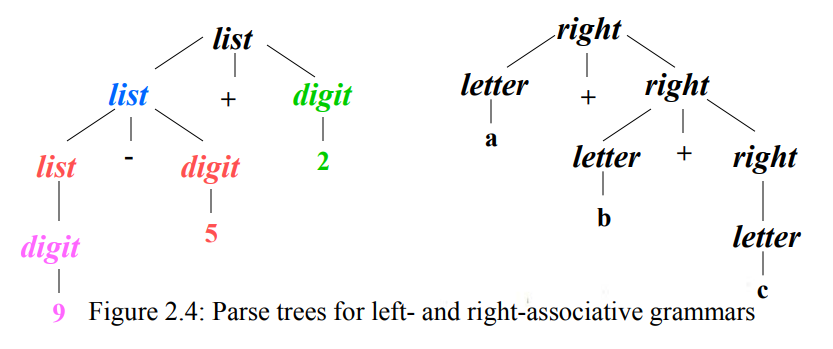 list
list + digit
list - digit 2
digit 5
9
right
letter + right
a letter + right
b letter
c
Figure 2.4: Parse trees for left- and right-associative grammars